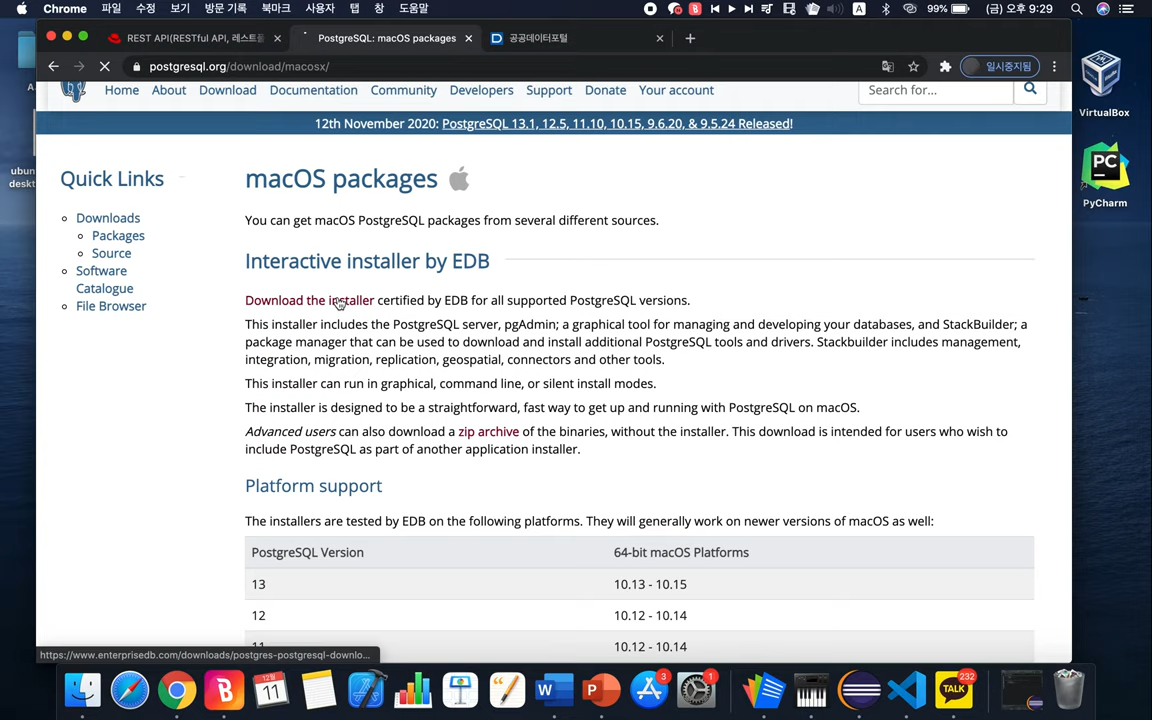 Chrome 파일 수정 보기 방문 기록 북마크 사용자 탭 창 도움말 A 99% (금) 오후 9:29
REST API(RESTful API, 레스트풀 PostgreSQL: macOS packages 공공데이터포털
postgresql.org/download/macosx/ 일시중지됨
Home About Download Documentation Community Developers Support Donate Your account Search for...
12th November 2020: PostgreSQL 13.1, 12.5, 11.10, 10.15, 9.6.20, & 9.5.24 Released!
VirtualBox
PC
PyCharm
ubun
deskt
Quick Links
Downloads
Packages
Source
Software
Catalogue
File Browser
macOS packages
You can get macOS PostgreSQL packages from several different sources.
Interactive installer by EDB
Download the installer certified by EDB for all supported PostgreSQL versions.
This installer includes the PostgreSQL server, pgAdmin; a graphical tool for managing and developing your databases, and StackBuilder; a
package manager that can be used to download and install additional PostgreSQL tools and drivers. Stackbuilder includes management,
integration, migration, replication, geospatial, connectors and other tools.
This installer can run in graphical, command line, or silent install modes.
The installer is designed to be a straightforward, fast way to get up and running with PostgreSQL on macOS.
Advanced users can also download a zip archive of the binaries, without the installer. This download is intended for users who wish to
include PostgreSQL as part of another application installer.
Platform support
The installers are tested by EDB on the following platforms. They will generally work on newer versions of macOS as well:
PostgreSQL Version 64-bit macOS Platforms
13 10.13 - 10.15
12 10.12 - 10.14
11 10.12 - 10.14
https://www.enterprisedb.com/downloads/postgres-postgresql-downlo...
11
W
P
3
1
TALK
232